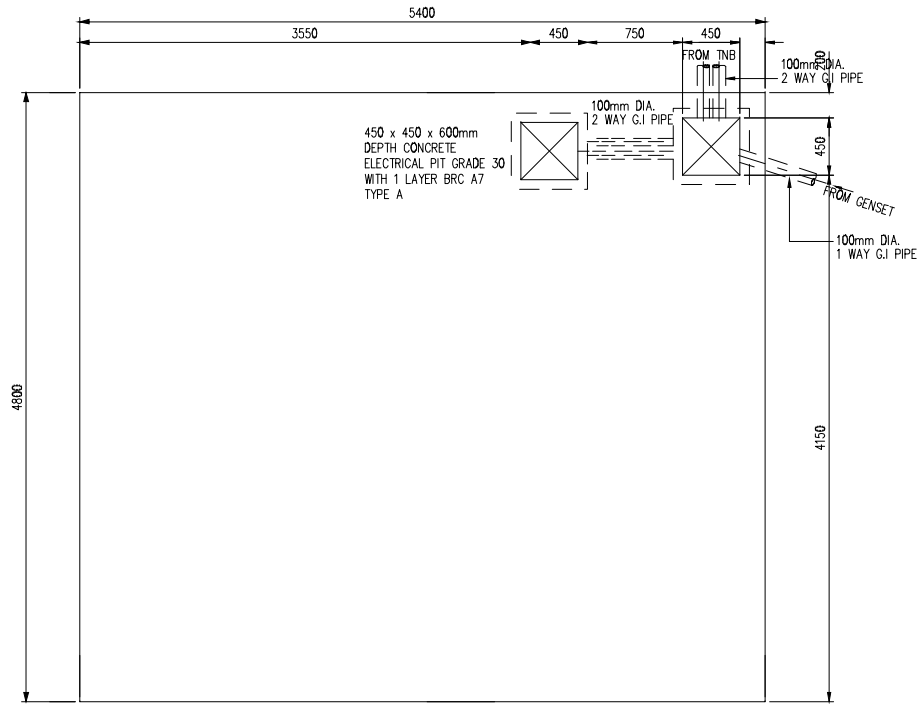 5400
3550
450
750
450
200
FROM TNB
100mm DIA.
2 WAY G.I PIPE
100mm DIA.
2 WAY G.I PIPE
450 x 450 x 600mm
DEPTH CONCRETE
ELECTRICAL PIT GRADE 30
WITH 1 LAYER BRC A7
TYPE A
450
FROM GENSET
100mm DIA.
1 WAY G.I PIPE
4800
4150